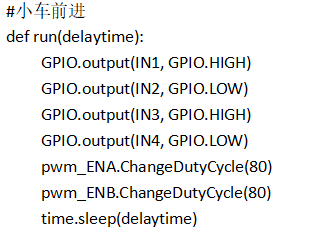 #小车前进
def run(delaytime):
GPIO.output(IN1, GPIO.HIGH)
GPIO.output(IN2, GPIO.LOW)
GPIO.output(IN3, GPIO.HIGH)
GPIO.output(IN4, GPIO.LOW)
pwm_ENA.ChangeDutyCycle(80)
pwm_ENB.ChangeDutyCycle(80)
time.sleep(delaytime)